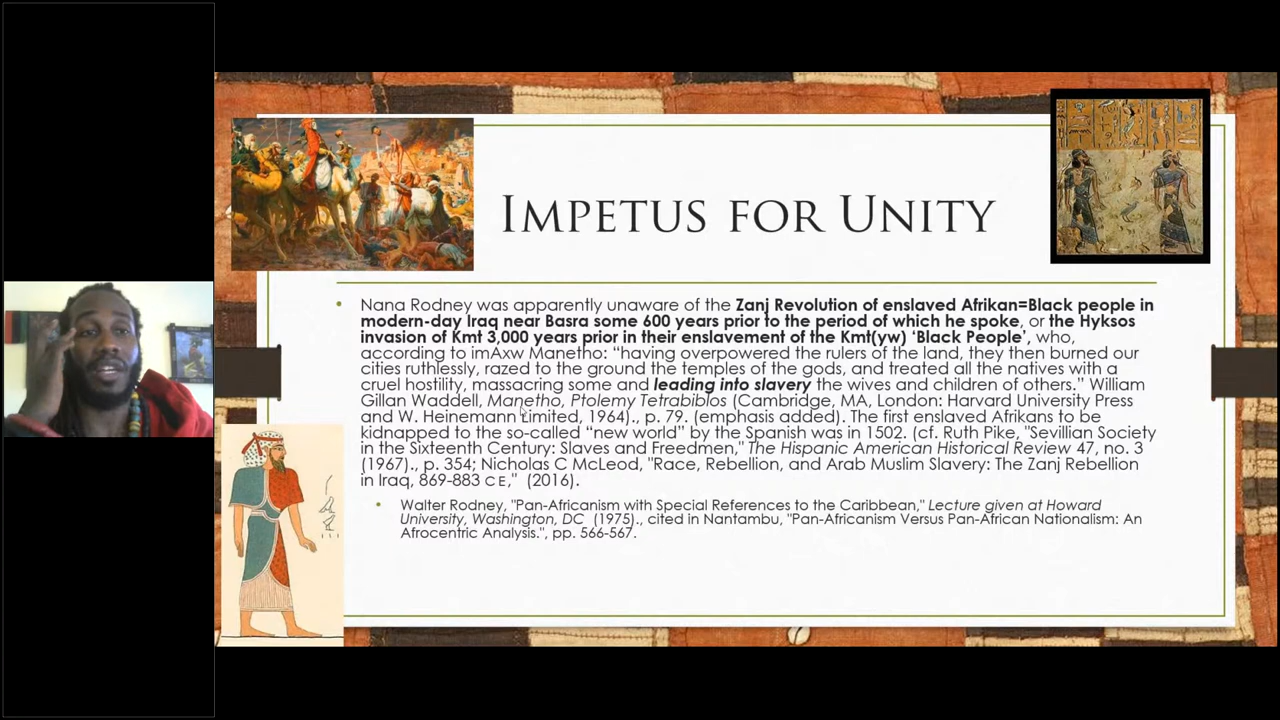 IMPETUS FOR UNITY
• Nana Rodney was apparently unaware of the Zanj Revolution of enslaved Afrikan=Black people in
modern-day Iraq near Basra some 600 years prior to the period of which he spoke, or the Hyksos
invasion of Kmt 3,000 years prior in their enslavement of the Kmt(yw) ‘Black People’, who,
according to imAxw Manetho: “having overpowered the rulers of the land, they then burned our
cities ruthlessly, razed to the ground the temples of the gods, and treated all the natives with a
cruel hostility, massacring some and leading into slavery the wives and children of others.” William
Gillan Waddell, Manetho, Ptolemy Tetrabiblos (Cambridge, MA, London: Harvard University Press
and W. Heinemann Limited, 1964)., p. 79. (emphasis added). The first enslaved Afrikans to be
kidnapped to the so-called “new world” by the Spanish was in 1502. (cf. Ruth Pike, "Sevillian Society
in the Sixteenth Century: Slaves and Freedmen," The Hispanic American Historical Review 47, no. 3
(1967)., p. 354; Nicholas C McLeod, "Race, Rebellion, and Arab Muslim Slavery: The Zanj Rebellion
in Iraq, 869-883 CE," (2016).
• Walter Rodney, "Pan-Africanism with Special References to the Caribbean," Lecture given at Howard
University, Washington, DC (1975)., cited in Nantambu, "Pan-Africanism Versus Pan-African Nationalism: An
Afrocentric Analysis.", pp. 566-567.